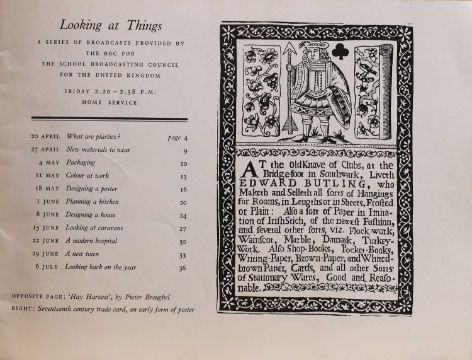 Looking at Things
A SERIES OF BROADCASTS PROVIDED BY
THE BBC FOR
THE SCHOOL BROADCASTING COUNCIL
FOR THE UNITED KINGDOM
FRIDAY 2.20–2.38 P.M.
HOME SERVICE
20 APRIL What are plastics? page 4
27 APRIL New materials to wear 9
4 MAY Packaging 10
11 MAY Colour at work 13
18 MAY Designing a poster 16
1 JUNE Planning a kitchen 20
8 JUNE Designing a house 24
15 JUNE Looking at caravans 27
22 JUNE A modern hospital 30
29 JUNE A new town 33
6 JULY Looking back on the year 36
OPPOSITE PAGE: 'Hay Harvest', by Pieter Breughel
RIGHT: Seventeenth century trade card, an early form of poster
AT the old Knave of Clubs, at the
Bridge-foot in Southwark, Liveth
EDWARD BUTLING, who
Maketh and Selleth all sorts of Hangings
for Rooms, in Lengths or in Sheets, Frosted
or Plain: Also a sort of Paper in Imita-
tion of Irish Stich, of the newest Fashion,
and several other sorts, viz. Flock-work,
Wainscot, Marble, Damask, Turkey-
Work. Also Shop-Books, Pocket-Books,
Writing-Paper, Brown-Paper, and Whited-
brown Paper, Cards, and all other Sorts
of Stationary Wares, Good and Reaso-
nable.